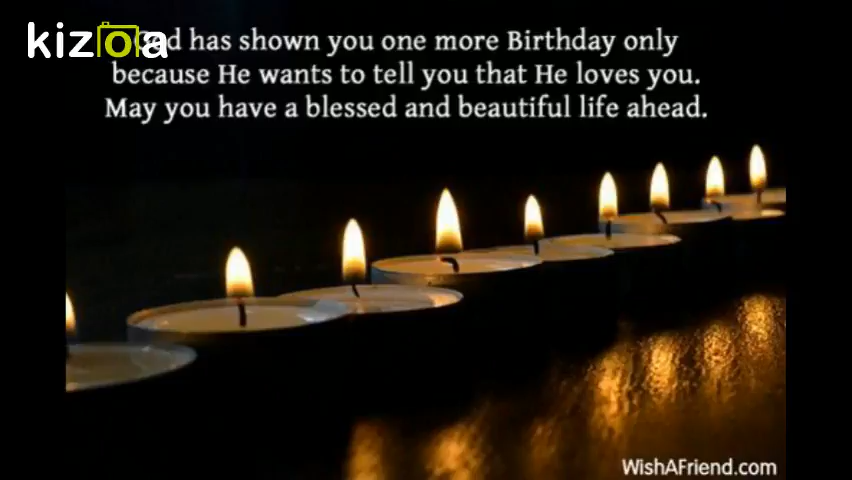 kizoa
God has shown you one more Birthday only
because He wants to tell you that He loves you.
May you have a blessed and beautiful life ahead.
WishAFriend.com